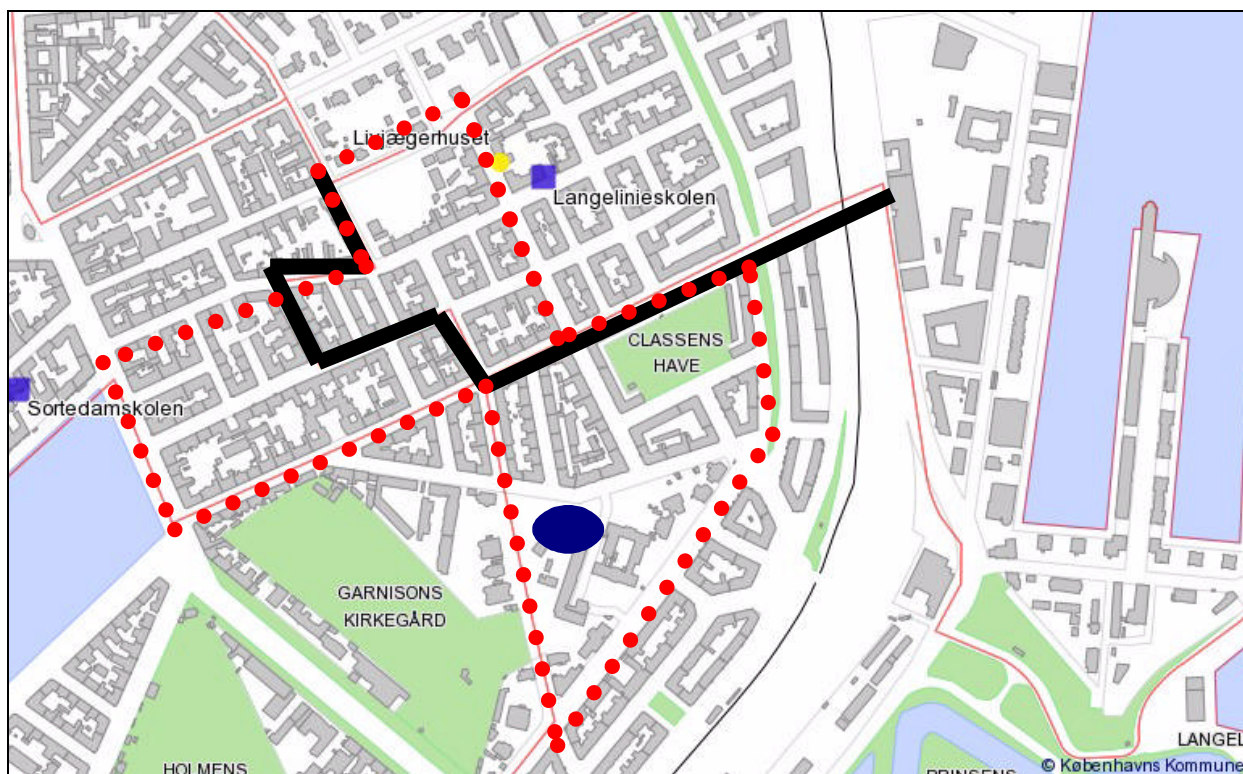 Livjægerhuset
Langelinieskolen
CLASSENS
HAVE
Sortedamskolen
GARNISONS
KIRKEGÅRD
HOLMENS
PRINSENS
LANGEL
© Københavns Kommune